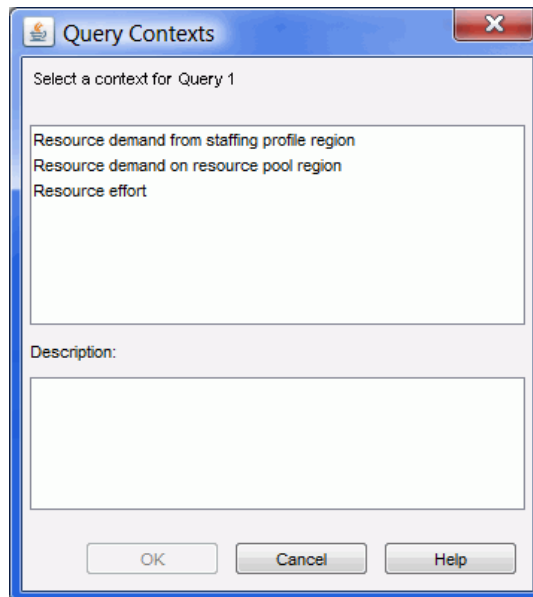 Query Contexts
Select a context for Query 1
Resource demand from staffing profile region
Resource demand on resource pool region
Resource effort
Description:
OK
Cancel
Help